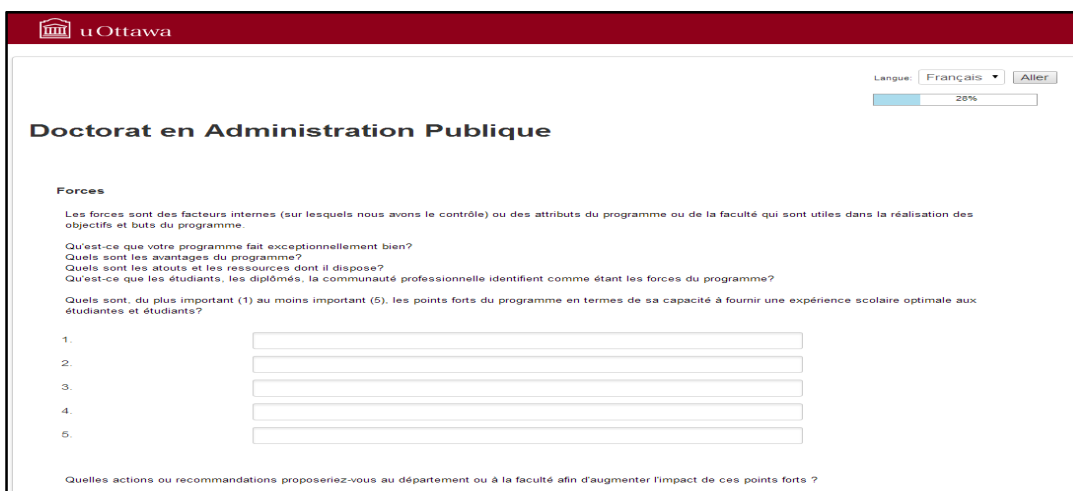 uOttawa
Langue: Français Aller
28%
Doctorat en Administration Publique
Forces
Les forces sont des facteurs internes (sur lesquels nous avons le contrôle) ou des attributs du programme ou de la faculté qui sont utiles dans la réalisation des
objectifs et buts du programme.
Qu'est-ce que votre programme fait exceptionnellement bien?
Quels sont les avantages du programme?
Quels sont les atouts et les ressources dont il dispose?
Qu'est-ce que les étudiants, les diplômés, la communauté professionnelle identifient comme étant les forces du programme?
Quels sont, du plus important (1) au moins important (5), les points forts du programme en termes de sa capacité à fournir une expérience scolaire optimale aux
étudiantes et étudiants?
1.
2.
3.
4.
5.
Quelles actions ou recommandations proposeriez-vous au département ou à la faculté afin d'augmenter l'impact de ces points forts ?